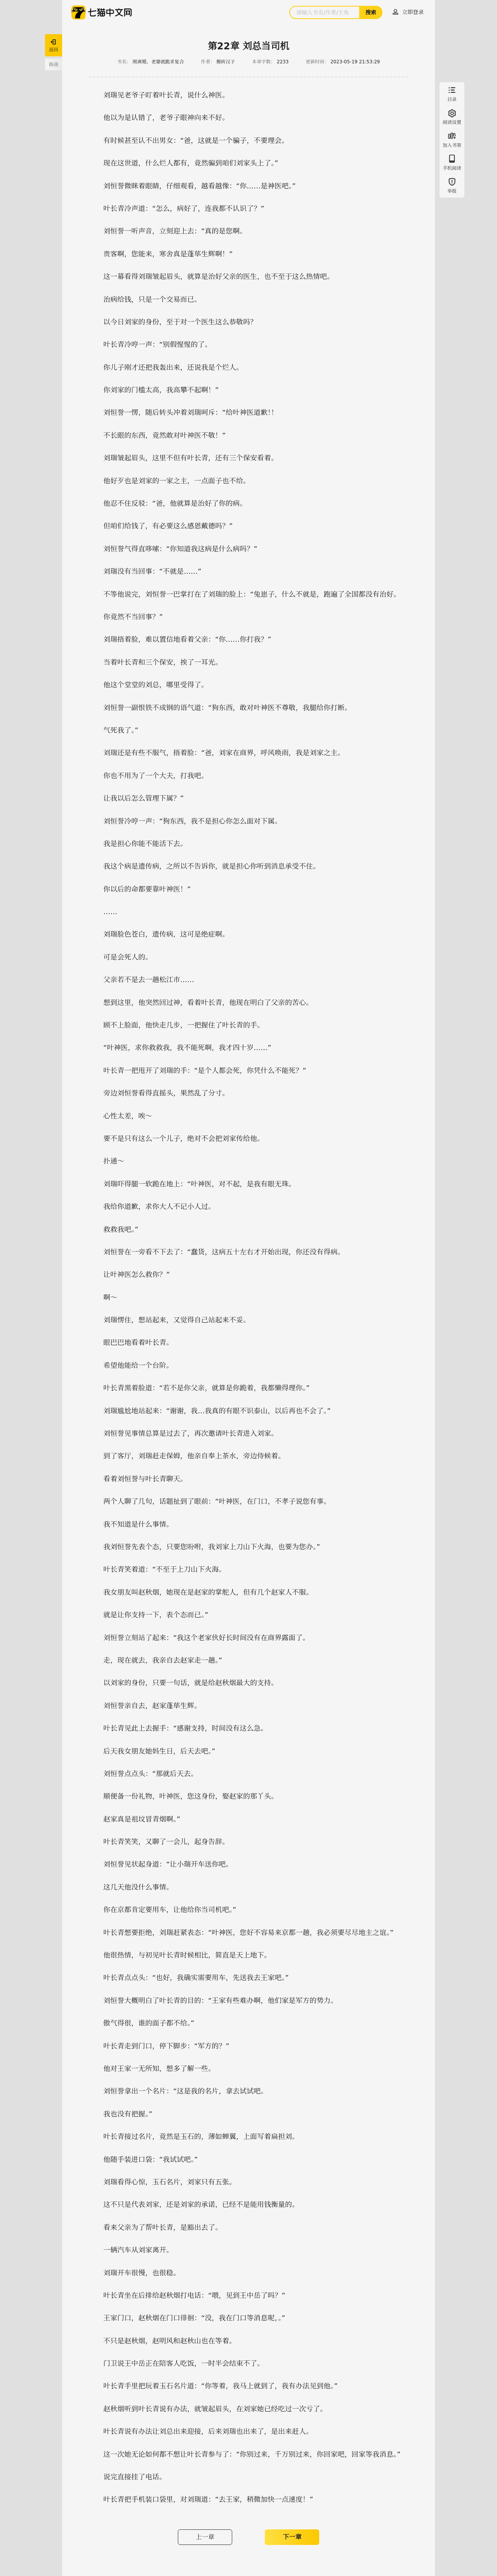 七猫中文网
请输入书名/作者/主角
搜索
立即登录
返回
指南
目录
阅读设置
加入书架
手机阅读
举报
第22章 刘总当司机
书名： 刚离婚，老婆就跪求复合
作者： 剪纸汉子
本章字数： 2233
更新时间： 2023-05-19 21:53:29
刘瑞见老爷子盯着叶长青，说什么神医。
他以为是认错了，老爷子眼神向来不好。
有时候甚至认不出男女：“爸，这就是一个骗子，不要理会。
现在这世道，什么烂人都有，竟然骗到咱们刘家头上了。”
刘恒誉微眯着眼睛，仔细观看，越看越像：“你……是神医吧。”
叶长青冷声道：“怎么，病好了，连我都不认识了？”
刘恒誉一听声音，立刻迎上去：“真的是您啊。
贵客啊，您能来，寒舍真是蓬荜生辉啊！”
这一幕看得刘瑞皱起眉头，就算是治好父亲的医生，也不至于这么热情吧。
治病给钱，只是一个交易而已。
以今日刘家的身份，至于对一个医生这么恭敬吗？
叶长青冷哼一声：“别假惺惺的了。
你儿子刚才还把我轰出来，还说我是个烂人。
你刘家的门槛太高，我高攀不起啊！”
刘恒誉一愣，随后转头冲着刘瑞呵斥：“给叶神医道歉！！
不长眼的东西，竟然敢对叶神医不敬！”
刘瑞皱起眉头，这里不但有叶长青，还有三个保安看着。
他好歹也是刘家的一家之主，一点面子也不给。
他忍不住反驳：“爸，他就算是治好了你的病。
但咱们给钱了，有必要这么感恩戴德吗？”
刘恒誉气得直哆嗦：“你知道我这病是什么病吗？”
刘瑞没有当回事：“不就是……”
不等他说完，刘恒誉一巴掌打在了刘瑞的脸上：“兔崽子，什么不就是，跑遍了全国都没有治好。
你竟然不当回事？”
刘瑞捂着脸，难以置信地看着父亲：“你……你打我？”
当着叶长青和三个保安，挨了一耳光。
他这个堂堂的刘总，哪里受得了。
刘恒誉一副恨铁不成钢的语气道：“狗东西，敢对叶神医不尊敬，我腿给你打断。
气死我了。”
刘瑞还是有些不服气，捂着脸：“爸，刘家在商界，呼风唤雨，我是刘家之主。
你也不用为了一个大夫，打我吧。
让我以后怎么管理下属？”
刘恒誉冷哼一声：“狗东西，我不是担心你怎么面对下属。
我是担心你能不能活下去。
我这个病是遗传病，之所以不告诉你，就是担心你听到消息承受不住。
你以后的命都要靠叶神医！”
……
刘瑞脸色苍白，遗传病，这可是绝症啊。
可是会死人的。
父亲若不是去一趟松江市……
想到这里，他突然回过神，看着叶长青，他现在明白了父亲的苦心。
顾不上脸面，他快走几步，一把握住了叶长青的手。
“叶神医，求你救救我，我不能死啊，我才四十岁……”
叶长青一把甩开了刘瑞的手：“是个人都会死，你凭什么不能死？”
旁边刘恒誉看得直摇头，果然乱了分寸。
心性太差，唉～
要不是只有这么一个儿子，绝对不会把刘家传给他。
扑通～
刘瑞吓得腿一软跪在地上：“叶神医，对不起，是我有眼无珠。
我给你道歉，求你大人不记小人过。
救救我吧。”
刘恒誉在一旁看不下去了：“蠢货，这病五十左右才开始出现，你还没有得病。
让叶神医怎么救你？”
啊～
刘瑞愣住，想站起来，又觉得自己站起来不妥。
眼巴巴地看着叶长青。
希望他能给一个台阶。
叶长青黑着脸道：“若不是你父亲，就算是你跪着，我都懒得理你。”
刘瑞尴尬地站起来：“谢谢，我…我真的有眼不识泰山，以后再也不会了。”
刘恒誉见事情总算是过去了，再次邀请叶长青进入刘家。
到了客厅，刘瑞赶走保姆，他亲自奉上茶水，旁边侍候着。
看着刘恒誉与叶长青聊天。
两个人聊了几句，话题扯到了眼前：“叶神医，在门口，不孝子说您有事。
我不知道是什么事情。
我刘恒誉先表个态，只要您吩咐，我刘家上刀山下火海，也要为您办。”
叶长青笑着道：“不至于上刀山下火海。
我女朋友叫赵秋烟，她现在是赵家的掌舵人，但有几个赵家人不服。
就是让你支持一下，表个态而已。”
刘恒誉立刻站了起来：“我这个老家伙好长时间没有在商界露面了。
走，现在就去，我亲自去赵家走一趟。”
以刘家的身份，只要一句话，就是给赵秋烟最大的支持。
刘恒誉亲自去，赵家蓬荜生辉。
叶长青见此上去握手：“感谢支持，时间没有这么急。
后天我女朋友她妈生日，后天去吧。”
刘恒誉点点头：“那就后天去。
顺便备一份礼物，叶神医，您这身份，娶赵家的那丫头。
赵家真是祖坟冒青烟啊。”
叶长青笑笑，又聊了一会儿，起身告辞。
刘恒誉见状起身道：“让小瑞开车送你吧。
这几天他没什么事情。
你在京都肯定要用车，让他给你当司机吧。”
叶长青想要拒绝，刘瑞赶紧表态：“叶神医，您好不容易来京都一趟，我必须要尽尽地主之谊。”
他很热情，与初见叶长青时候相比，简直是天上地下。
叶长青点点头：“也好，我确实需要用车，先送我去王家吧。”
刘恒誉大概明白了叶长青的目的：“王家有些难办啊，他们家是军方的势力。
傲气得很，谁的面子都不给。”
叶长青走到门口，停下脚步：“军方的？”
他对王家一无所知，想多了解一些。
刘恒誉拿出一个名片：“这是我的名片，拿去试试吧。
我也没有把握。”
叶长青接过名片，竟然是玉石的，薄如蝉翼，上面写着扁担刘。
他随手装进口袋：“我试试吧。”
刘瑞看得心惊，玉石名片，刘家只有五张。
这不只是代表刘家，还是刘家的承诺，已经不是能用钱衡量的。
看来父亲为了帮叶长青，是豁出去了。
一辆汽车从刘家离开。
刘瑞开车很慢，也很稳。
叶长青坐在后排给赵秋烟打电话：“喂，见到王中岳了吗？”
王家门口，赵秋烟在门口徘徊：“没，我在门口等消息呢，。”
不只是赵秋烟，赵明风和赵秋山也在等着。
门卫说王中岳正在陪客人吃饭，一时半会结束不了。
叶长青手里把玩着玉石名片道：“你等着，我马上就到了，我有办法见到他。”
赵秋烟听到叶长青说有办法，就皱起眉头，在刘家她已经吃过一次亏了。
叶长青说有办法让刘总出来迎接，后来刘瑞也出来了，是出来赶人。
这一次她无论如何都不想让叶长青参与了：“你别过来，千万别过来，你回家吧，回家等我消息。”
说完直接挂了电话。
叶长青把手机装口袋里，对刘瑞道：“去王家，稍微加快一点速度！”
上一章
下一章